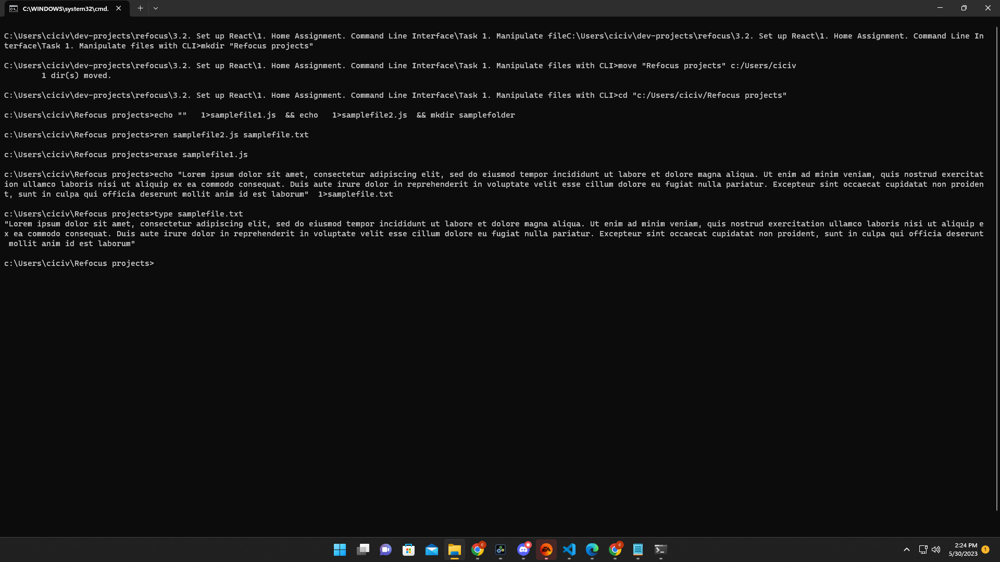 C:\WINDOWS\system32\cmd.
C:\Users\ciciv\dev-projects\refocus\3.2. Set up React\1. Home Assignment. Command Line Interface\Task 1. Manipulate fileC:\Users\ciciv\dev-projects\refocus\3.2. Set up React\1. Home Assignment. Command Line In
terface\Task 1. Manipulate files with CLI>mkdir "Refocus projects"
C:\Users\ciciv\dev-projects\refocus\3.2. Set up React\1. Home Assignment. Command Line Interface\Task 1. Manipulate files with CLI>move "Refocus projects" c:/Users/ciciv
1 dir(s) moved.
C:\Users\ciciv\dev-projects\refocus\3.2. Set up React\1. Home Assignment. Command Line Interface\Task 1. Manipulate files with CLI>cd "c:/Users/ciciv/Refocus projects"
c:\Users\ciciv\Refocus projects>echo ""   1>samplefile1.js  && echo   1>samplefile2.js  && mkdir samplefolder
c:\Users\ciciv\Refocus projects>ren samplefile2.js samplefile.txt
c:\Users\ciciv\Refocus projects>erase samplefile1.js
c:\Users\ciciv\Refocus projects>echo "Lorem ipsum dolor sit amet, consectetur adipiscing elit, sed do eiusmod tempor incididunt ut labore et dolore magna aliqua. Ut enim ad minim veniam, quis nostrud exercitat
ion ullamco laboris nisi ut aliquip ex ea commodo consequat. Duis aute irure dolor in reprehenderit in voluptate velit esse cillum dolore eu fugiat nulla pariatur. Excepteur sint occaecat cupidatat non proiden
t, sunt in culpa qui officia deserunt mollit anim id est laborum"  1>samplefile.txt
c:\Users\ciciv\Refocus projects>type samplefile.txt
"Lorem ipsum dolor sit amet, consectetur adipiscing elit, sed do eiusmod tempor incididunt ut labore et dolore magna aliqua. Ut enim ad minim veniam, quis nostrud exercitation ullamco laboris nisi ut aliquip e
x ea commodo consequat. Duis aute irure dolor in reprehenderit in voluptate velit esse cillum dolore eu fugiat nulla pariatur. Excepteur sint occaecat cupidatat non proident, sunt in culpa qui officia deserunt
mollit anim id est laborum"
c:\Users\ciciv\Refocus projects>
EA
2:24 PM
5/30/2023
1